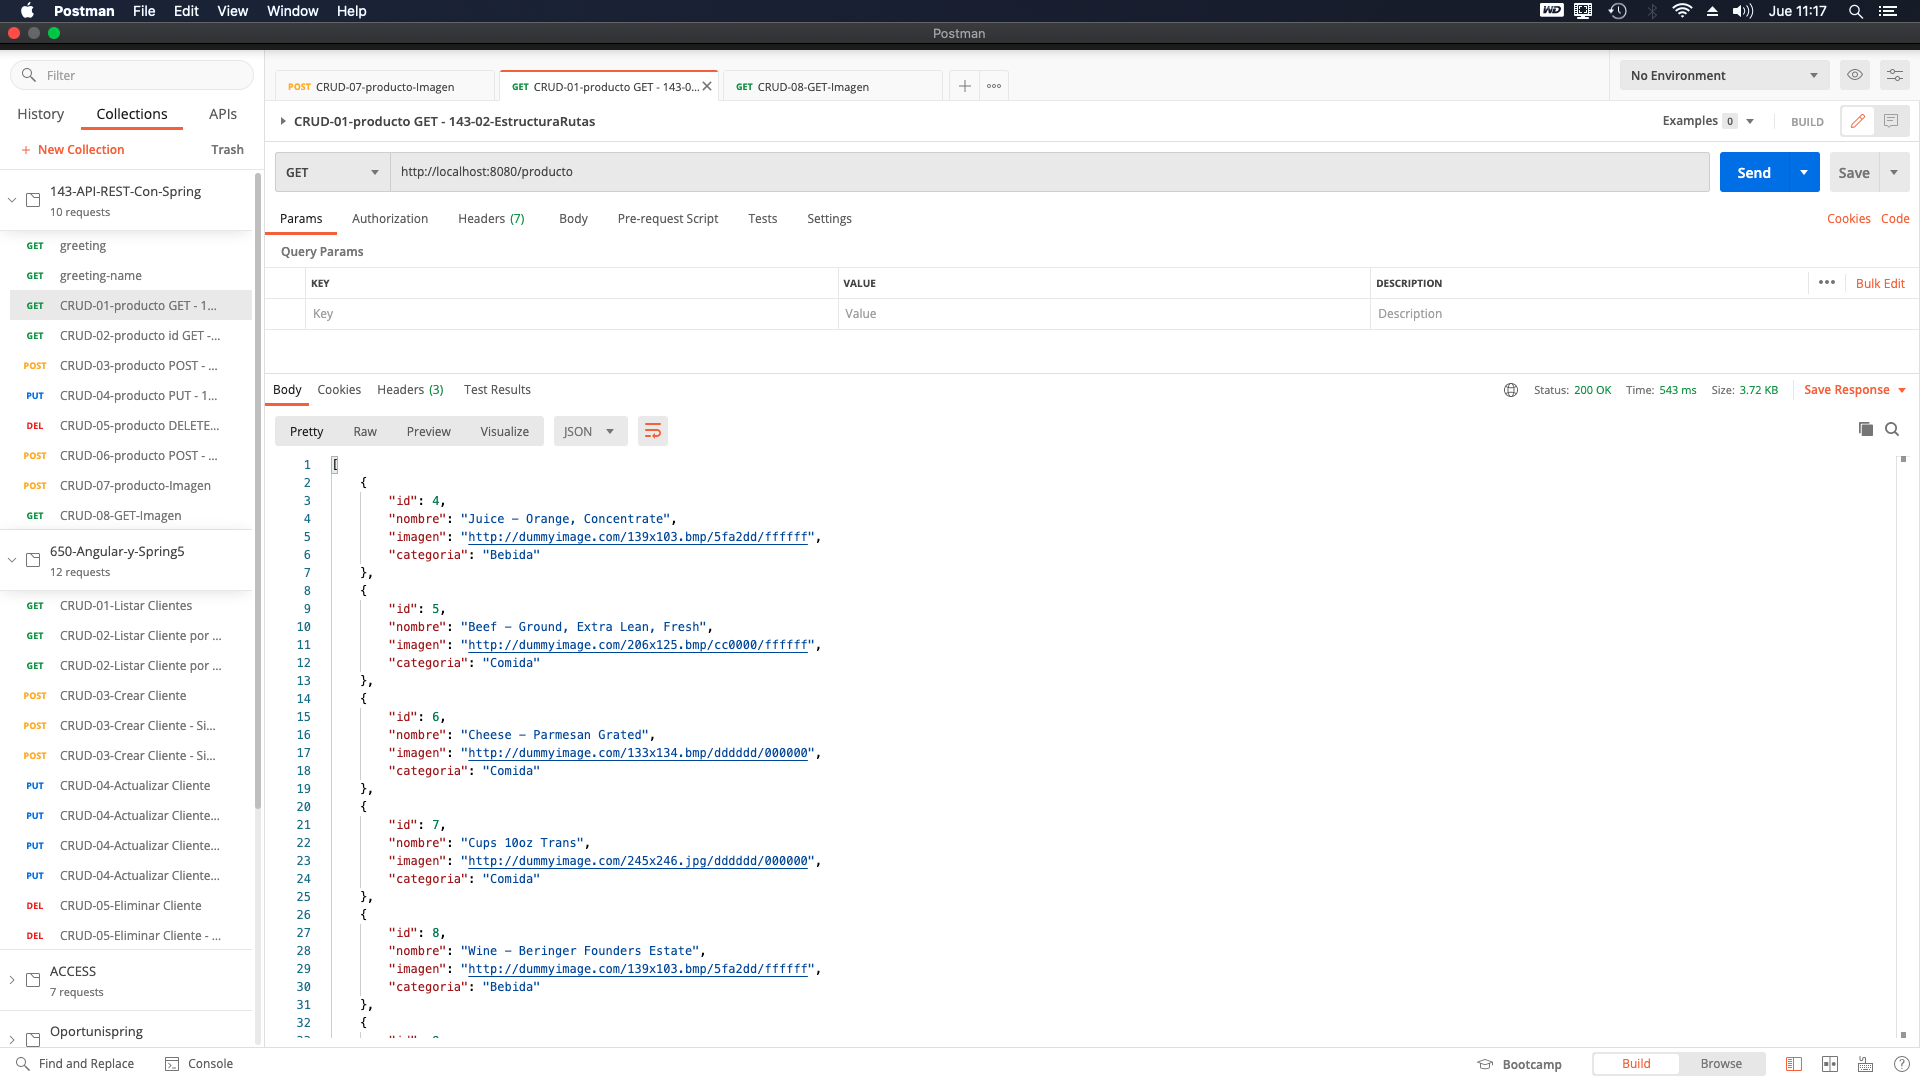 Postman File Edit View Window Help
WD Jue 11:17
Postman
Filter
History Collections APIs
+ New Collection Trash
143-API-REST-Con-Spring
10 requests
GET greeting
GET greeting-name
GET CRUD-01-producto GET - 1...
GET CRUD-02-producto id GET -...
POST CRUD-03-producto POST - ...
PUT CRUD-04-producto PUT - 1...
DEL CRUD-05-producto DELETE...
POST CRUD-06-producto POST - ...
POST CRUD-07-producto-Imagen
GET CRUD-08-GET-Imagen
650-Angular-y-Spring5
12 requests
GET CRUD-01-Listar Clientes
GET CRUD-02-Listar Cliente por ...
GET CRUD-02-Listar Cliente por ...
POST CRUD-03-Crear Cliente
POST CRUD-03-Crear Cliente - Si...
POST CRUD-03-Crear Cliente - Si...
PUT CRUD-04-Actualizar Cliente
PUT CRUD-04-Actualizar Cliente...
PUT CRUD-04-Actualizar Cliente...
PUT CRUD-04-Actualizar Cliente...
DEL CRUD-05-Eliminar Cliente
DEL CRUD-05-Eliminar Cliente - ...
ACCESS
7 requests
Oportunispring
POST CRUD-07-producto-Imagen GET CRUD-01-producto GET - 143-0... GET CRUD-08-GET-Imagen
No Environment
CRUD-01-producto GET - 143-02-EstructuraRutas
Examples 0 BUILD
GET http://localhost:8080/producto Send Save
Params Authorization Headers (7) Body Pre-request Script Tests Settings Cookies Code
Query Params
KEY VALUE DESCRIPTION ••• Bulk Edit
Key Value Description
Body Cookies Headers (3) Test Results Status: 200 OK Time: 543 ms Size: 3.72 KB Save Response
Pretty Raw Preview Visualize JSON
1 [
2 {
3 "id": 4,
4 "nombre": "Juice - Orange, Concentrate",
5 "imagen": "http://dummyimage.com/139x103.bmp/5fa2dd/ffffff",
6 "categoria": "Bebida"
7 },
8 {
9 "id": 5,
10 "nombre": "Beef - Ground, Extra Lean, Fresh",
11 "imagen": "http://dummyimage.com/206x125.bmp/cc0000/ffffff",
12 "categoria": "Comida"
13 },
14 {
15 "id": 6,
16 "nombre": "Cheese - Parmesan Grated",
17 "imagen": "http://dummyimage.com/133x134.bmp/dddddd/000000",
18 "categoria": "Comida"
19 },
20 {
21 "id": 7,
22 "nombre": "Cups 10oz Trans",
23 "imagen": "http://dummyimage.com/245x246.jpg/dddddd/000000",
24 "categoria": "Comida"
25 },
26 {
27 "id": 8,
28 "nombre": "Wine - Beringer Founders Estate",
29 "imagen": "http://dummyimage.com/139x103.bmp/5fa2dd/ffffff",
30 "categoria": "Bebida"
31 },
32 {
Find and Replace Console Bootcamp Build Browse